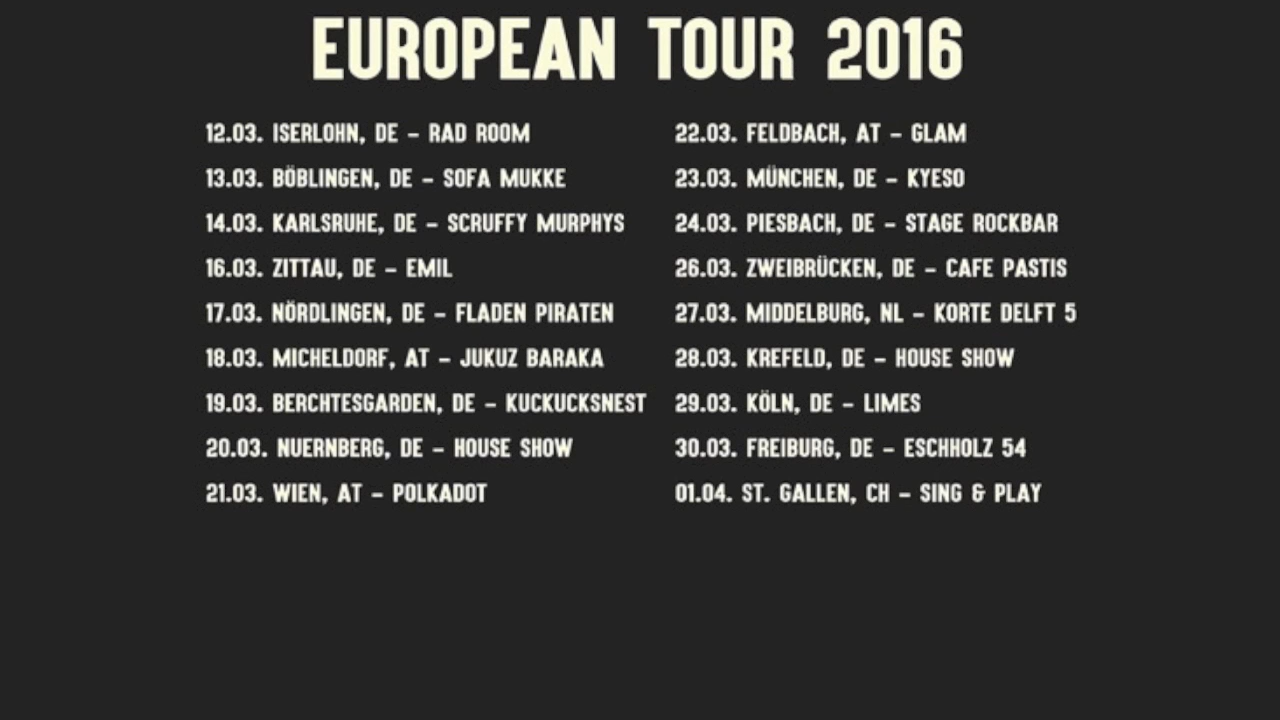 EUROPEAN TOUR 2016
12.03. ISERLOHN, DE – RAD ROOM
13.03. BÖBLINGEN, DE – SOFA MUKKE
14.03. KARLSRUHE, DE – SCRUFFY MURPHYS
16.03. ZITTAU, DE – EMIL
17.03. NÖRDLINGEN, DE – FLADEN PIRATEN
18.03. MICHELDORF, AT – JUKUZ BARAKA
19.03. BERCHTESGARDEN, DE – KUCKUCKSNEST
20.03. NUERNBERG, DE – HOUSE SHOW
21.03. WIEN, AT – POLKADOT
22.03. FELDBACH, AT – GLAM
23.03. MÜNCHEN, DE – KYESO
24.03. PIESBACH, DE – STAGE ROCKBAR
26.03. ZWEIBRÜCKEN, DE – CAFE PASTIS
27.03. MIDDELBURG, NL – KORTE DELFT 5
28.03. KREFELD, DE – HOUSE SHOW
29.03. KÖLN, DE – LIMES
30.03. FREIBURG, DE – ESCHHOLZ 54
01.04. ST. GALLEN, CH – SING & PLAY